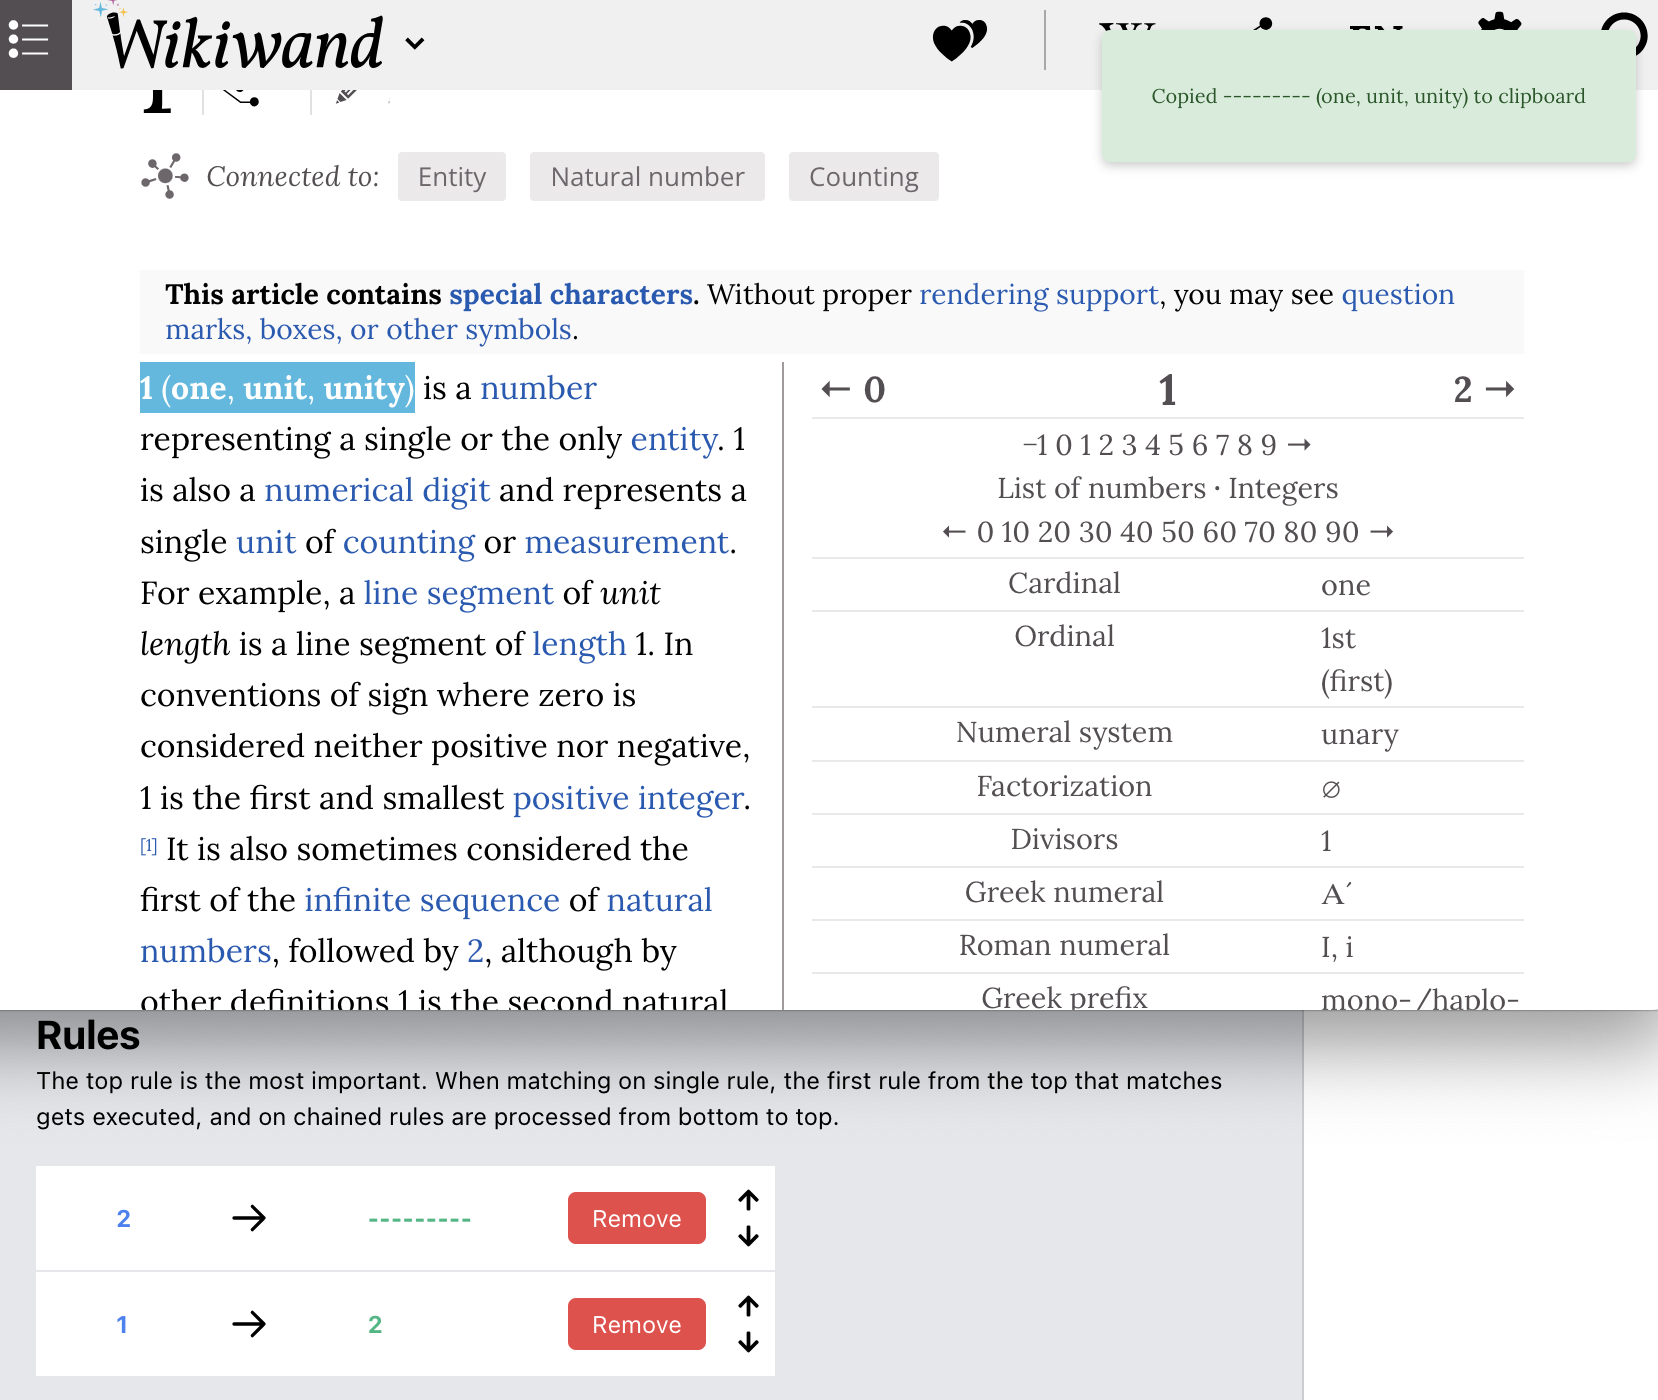 Wikiwand
Copied --------- (one, unit, unity) to clipboard
Connected to: Entity Natural number Counting
This article contains special characters. Without proper rendering support, you may see question
marks, boxes, or other symbols.
1 (one, unit, unity) is a number
representing a single or the only entity. 1
is also a numerical digit and represents a
single unit of counting or measurement.
For example, a line segment of unit
length is a line segment of length 1. In
conventions of sign where zero is
considered neither positive nor negative,
1 is the first and smallest positive integer.
[1] It is also sometimes considered the
first of the infinite sequence of natural
numbers, followed by 2, although by
other definitions 1 is the second natural
← 0 1 2 →
−1 0 1 2 3 4 5 6 7 8 9 →
List of numbers · Integers
← 0 10 20 30 40 50 60 70 80 90 →
Cardinal one
Ordinal 1st
(first)
Numeral system unary
Factorization ∅
Divisors 1
Greek numeral Α´
Roman numeral I, i
Greek prefix mono- /haplo-
Rules
The top rule is the most important. When matching on single rule, the first rule from the top that matches
gets executed, and on chained rules are processed from bottom to top.
2 → --------- Remove ↑ ↓
1 → 2 Remove ↑ ↓